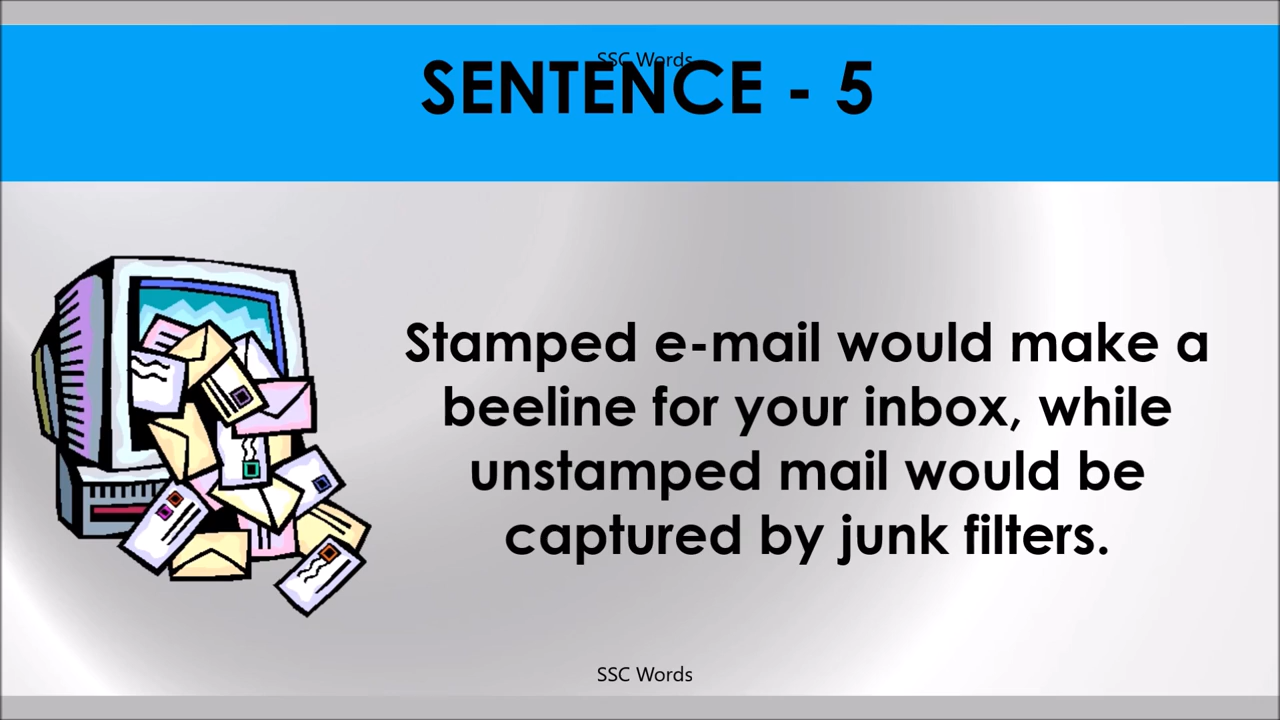 SSC Words
SENTENCE - 5
Stamped e-mail would make a
beeline for your inbox, while
unstamped mail would be
captured by junk filters.
SSC Words